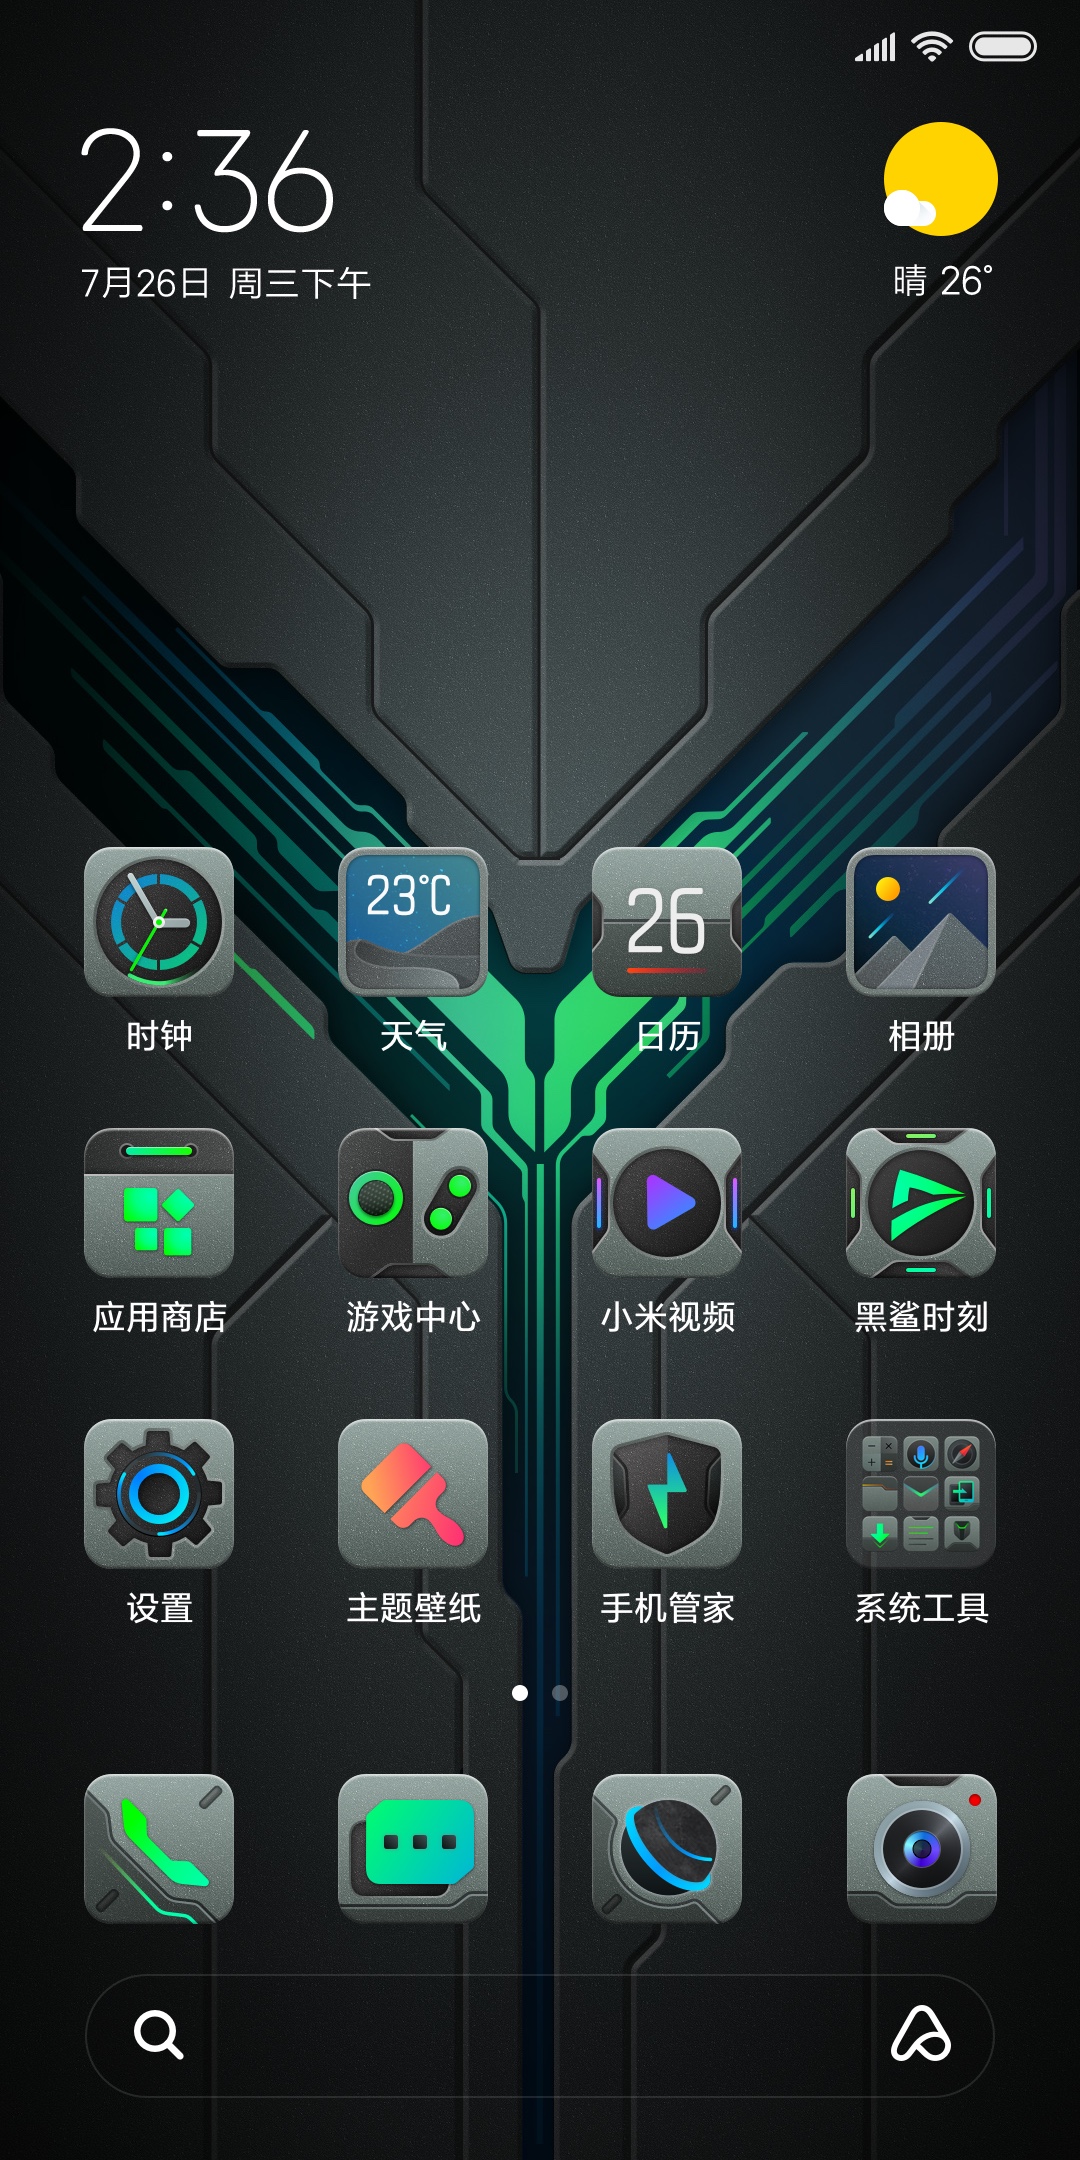 2:36
7月26日 周三下午
晴 26°
23℃
26
时钟
天气
日历
相册
应用商店
游戏中心
小米视频
黑鲨时刻
设置
主题壁纸
手机管家
系统工具